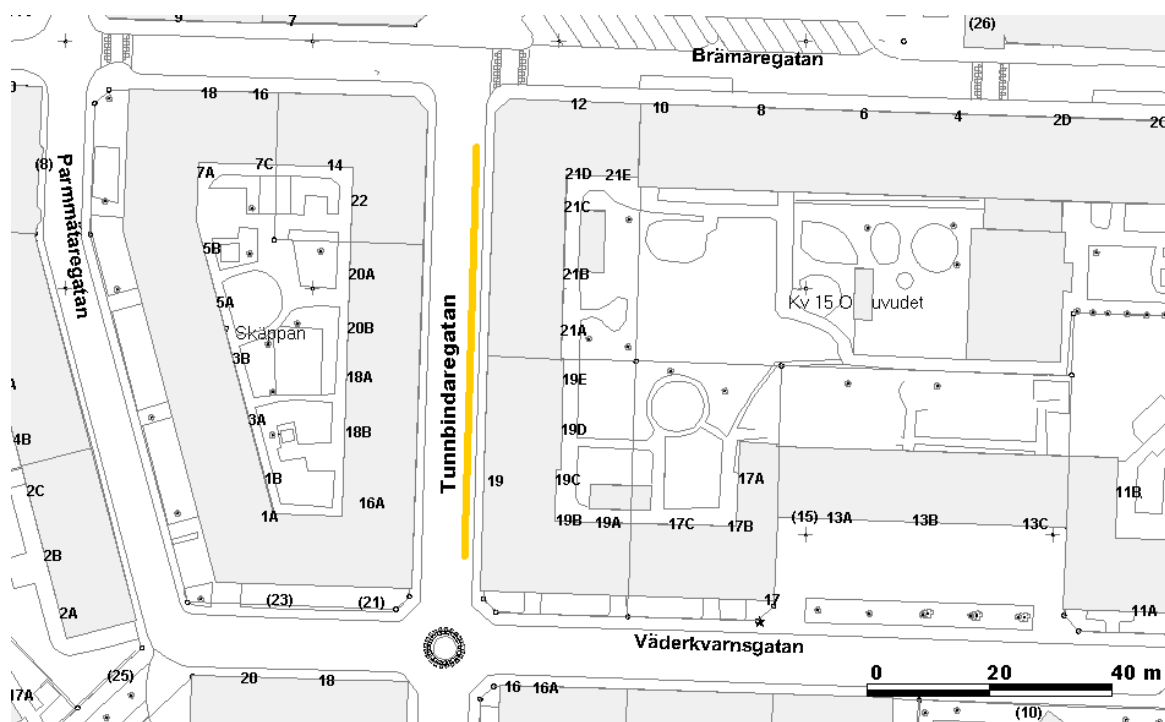 (26)
9
7
Brämaregatan
18
16
12
10
8
6
4
2D
(8)
Parmmätaregatan
7A
7C
14
21D
21E
22
21C
5B
20A
21B
5A
Skäppan
20B
21A
Kv 15 O
uvudet
3B
18A
19E
Tunnbindaregatan
3A
18B
19D
4B
1B
19
19C
17A
2C
16A
11B
1A
19B
19A
17C
17B
(15)
13A
13B
13C
2B
2A
(23)
(21)
17
11A
Väderkvarnsgatan
(25)
20
18
16
16A
0
20
40 m
17A
(10)